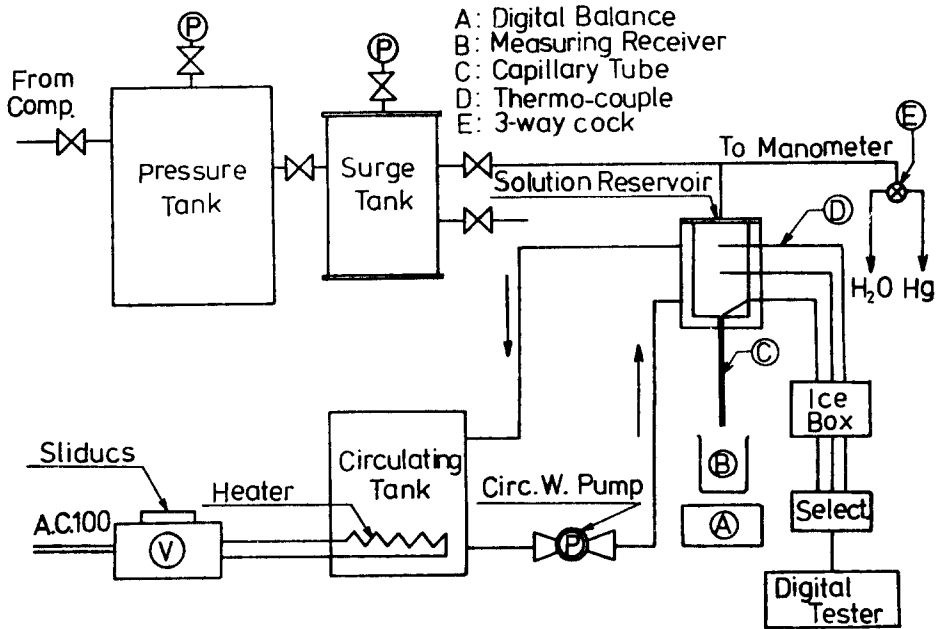 A: Digital Balance
B: Measuring Receiver
C: Capillary Tube
D: Thermo-couple
E: 3-way cock
P
P
From
Comp.
Pressure
Tank
Surge
Tank
E
To Manometer
Solution Reservoir
D
H₂O Hg
C
Ice
Box
Sliducs
Heater
Circulating
Tank
Circ. W. Pump
B
A.C.100
V
P
A
Select.
Digital
Tester